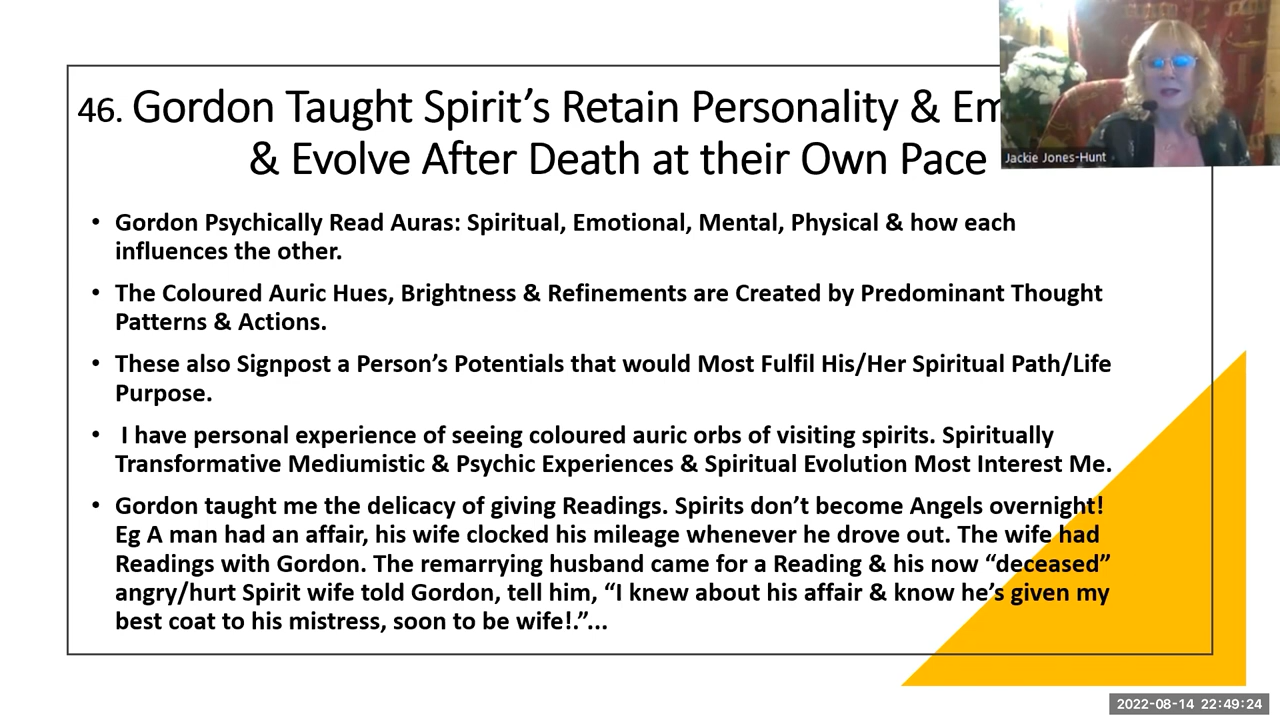 46. Gordon Taught Spirit’s Retain Personality & Em
& Evolve After Death at their Own Pace
Jackie Jones-Hunt
• Gordon Psychically Read Auras: Spiritual, Emotional, Mental, Physical & how each
influences the other.
• The Coloured Auric Hues, Brightness & Refinements are Created by Predominant Thought
Patterns & Actions.
• These also Signpost a Person’s Potentials that would Most Fulfil His/Her Spiritual Path/Life
Purpose.
• I have personal experience of seeing coloured auric orbs of visiting spirits. Spiritually
Transformative Mediumistic & Psychic Experiences & Spiritual Evolution Most Interest Me.
• Gordon taught me the delicacy of giving Readings. Spirits don’t become Angels overnight!
Eg A man had an affair, his wife clocked his mileage whenever he drove out. The wife had
Readings with Gordon. The remarrying husband came for a Reading & his now “deceased”
angry/hurt Spirit wife told Gordon, tell him, “I knew about his affair & know he’s given my
best coat to his mistress, soon to be wife!.”...
2022-08-14 22:49:24